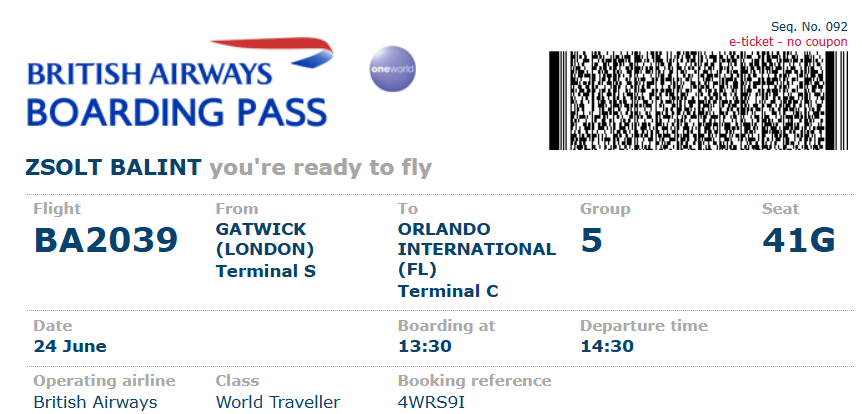 Seq. No. 092
e-ticket - no coupon
BRITISH AIRWAYS
oneworld
BOARDING PASS
ZSOLT BALINT you're ready to fly
Flight From To Group Seat
BA2039 GATWICK (LONDON) Terminal S ORLANDO INTERNATIONAL (FL) Terminal C 5 41G
Date Boarding at Departure time
24 June 13:30 14:30
Operating airline Class Booking reference
British Airways World Traveller 4WRS9I